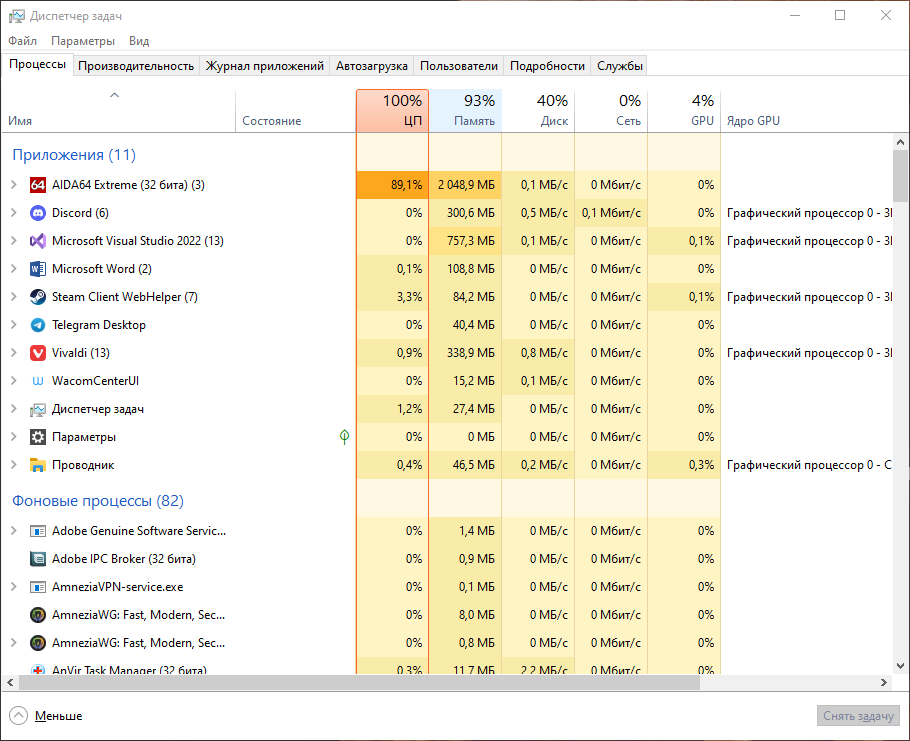 Диспетчер задач
Файл Параметры Вид
Процессы Производительность Журнал приложений Автозагрузка Пользователи Подробности Службы
100% 93% 40% 0% 4%
Имя Состояние ЦП Память Диск Сеть GPU Ядро GPU
Приложения (11)
AIDA64 Extreme (32 бита) (3) 89,1% 2 048,9 МБ 0,1 МБ/с 0 Мбит/с 0%
Discord (6) 0% 300,6 МБ 0,5 МБ/с 0,1 Мбит/с 0% Графический процессор 0 - 3
Microsoft Visual Studio 2022 (13) 0% 757,3 МБ 0,1 МБ/с 0 Мбит/с 0,1% Графический процессор 0 - 3
Microsoft Word (2) 0,1% 108,8 МБ 0 МБ/с 0 Мбит/с 0%
Steam Client WebHelper (7) 3,3% 84,2 МБ 0 МБ/с 0 Мбит/с 0,1% Графический процессор 0 - 3
Telegram Desktop 0% 40,4 МБ 0 МБ/с 0 Мбит/с 0%
Vivaldi (13) 0,9% 338,9 МБ 0,8 МБ/с 0 Мбит/с 0% Графический процессор 0 - 3
WacomCenterUI 0% 15,2 МБ 0,1 МБ/с 0 Мбит/с 0%
Диспетчер задач 1,2% 27,4 МБ 0 МБ/с 0 Мбит/с 0%
Параметры 0% 0 МБ 0 МБ/с 0 Мбит/с 0%
Проводник 0,4% 46,5 МБ 0,2 МБ/с 0 Мбит/с 0,3% Графический процессор 0 - C
Фоновые процессы (82)
Adobe Genuine Software Servic... 0% 1,4 МБ 0 МБ/с 0 Мбит/с 0%
Adobe IPC Broker (32 бита) 0% 0,9 МБ 0 МБ/с 0 Мбит/с 0%
AmneziaVPN-service.exe 0% 0,1 МБ 0 МБ/с 0 Мбит/с 0%
AmneziaWG: Fast, Modern, Sec... 0% 8,0 МБ 0 МБ/с 0 Мбит/с 0%
AmneziaWG: Fast, Modern, Sec... 0% 0,8 МБ 0 МБ/с 0 Мбит/с 0%
AnVir Task Manager (32 бита) 0,3% 11,7 МБ 2,2 МБ/с 0 Мбит/с 0%
Меньше Снять задачу